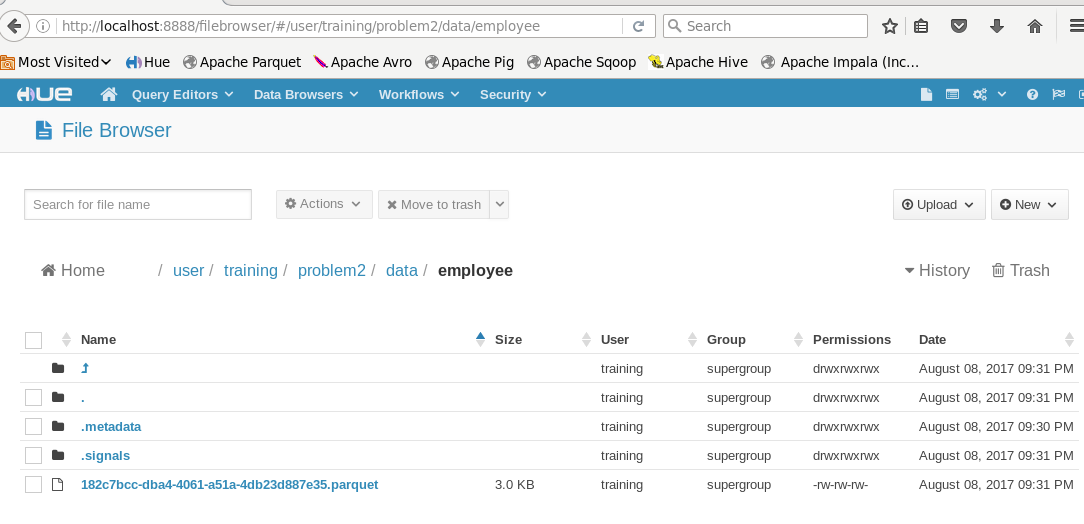 http://localhost:8888/filebrowser/#/user/training/problem2/data/employee Search
Most Visited Hue Apache Parquet Apache Avro Apache Pig Apache Sqoop Apache Hive Apache Impala (Inc...
HUE Query Editors Data Browsers Workflows Security
File Browser
Search for file name Actions Move to trash Upload New
Home / user / training / problem2 / data / employee History Trash
Name Size User Group Permissions Date
training supergroup drwxrwxrwx August 08, 2017 09:31 PM
. training supergroup drwxrwxrwx August 08, 2017 09:31 PM
.metadata training supergroup drwxrwxrwx August 08, 2017 09:30 PM
.signals training supergroup drwxrwxrwx August 08, 2017 09:31 PM
182c7bcc-dba4-4061-a51a-4db23d887e35.parquet 3.0 KB training supergroup -rw-rw-rw- August 08, 2017 09:31 PM